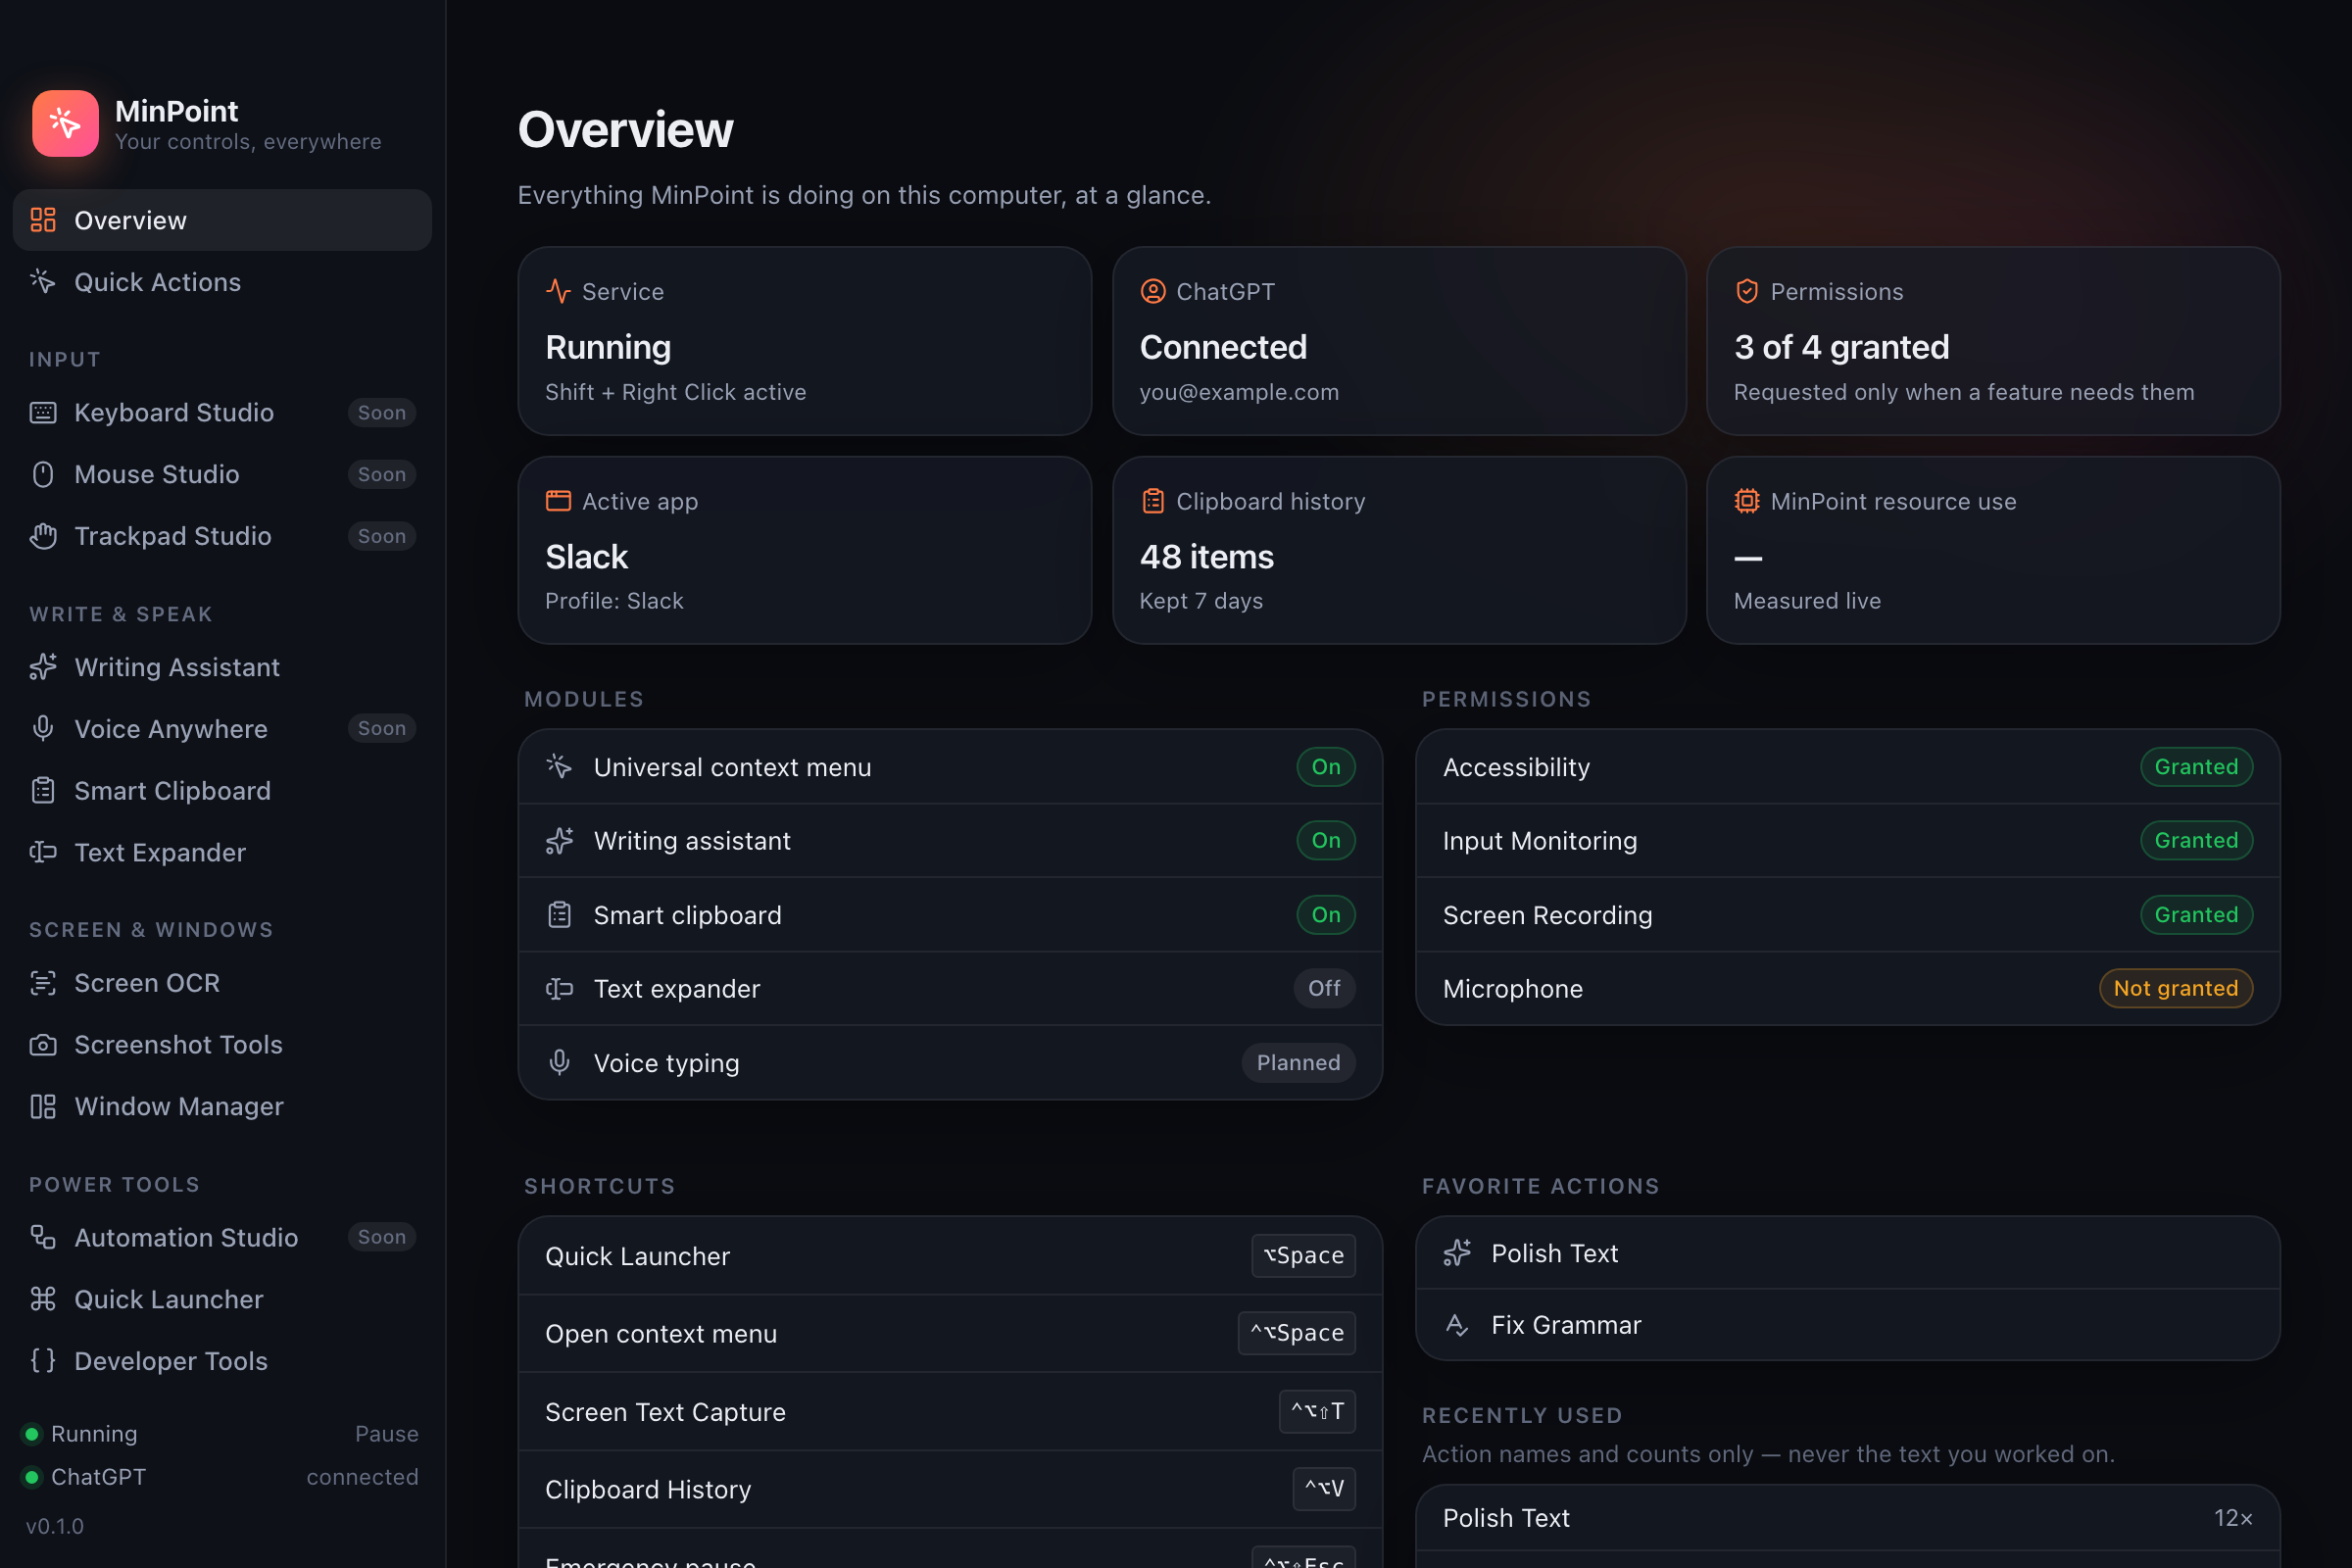 MinPoint
Your controls, everywhere
Overview
Quick Actions
INPUT
Keyboard Studio Soon
Mouse Studio Soon
Trackpad Studio Soon
WRITE & SPEAK
Writing Assistant
Voice Anywhere Soon
Smart Clipboard
Text Expander
SCREEN & WINDOWS
Screen OCR
Screenshot Tools
Window Manager
POWER TOOLS
Automation Studio Soon
Quick Launcher
Developer Tools
Running Pause
ChatGPT connected
v0.1.0
Overview
Everything MinPoint is doing on this computer, at a glance.
Service
Running
Shift + Right Click active
ChatGPT
Connected
you@example.com
Permissions
3 of 4 granted
Requested only when a feature needs them
Active app
Slack
Profile: Slack
Clipboard history
48 items
Kept 7 days
MinPoint resource use
—
Measured live
MODULES
Universal context menu On
Writing assistant On
Smart clipboard On
Text expander Off
Voice typing Planned
PERMISSIONS
Accessibility Granted
Input Monitoring Granted
Screen Recording Granted
Microphone Not granted
SHORTCUTS
Quick Launcher ⌥Space
Open context menu ⌃⌥Space
Screen Text Capture ⌃⌥⇧T
Clipboard History ⌃⌥V
Emergency pause ⌃⌥⇧Esc
FAVORITE ACTIONS
Polish Text
Fix Grammar
RECENTLY USED
Action names and counts only — never the text you worked on.
Polish Text 12×